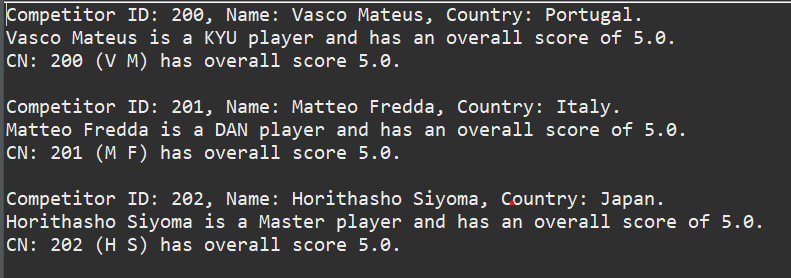 Competitor ID: 200, Name: Vasco Mateus, Country: Portugal.
Vasco Mateus is a KYU player and has an overall score of 5.0.
CN: 200 (V M) has overall score 5.0.
Competitor ID: 201, Name: Matteo Fredda, Country: Italy.
Matteo Fredda is a DAN player and has an overall score of 5.0.
CN: 201 (M F) has overall score 5.0.
Competitor ID: 202, Name: Horithasho Siyoma, Country: Japan.
Horithasho Siyoma is a Master player and has an overall score of 5.0.
CN: 202 (H S) has overall score 5.0.